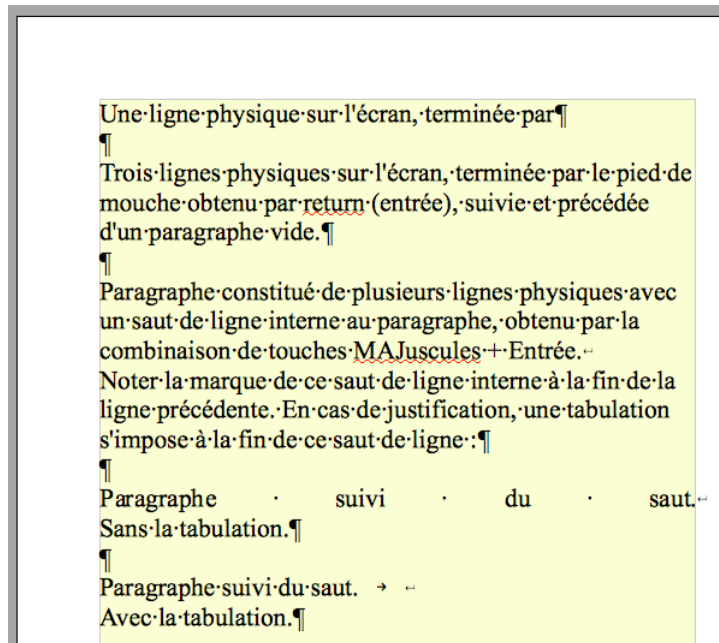 Une·ligne·physique·sur·l'écran,·terminée·par¶
¶
Trois·lignes·physiques·sur·l'écran,·terminée·par·le·pied·de
mouche·obtenu·par·return·(entrée),·suivie·et·précédée
d'un·paragraphe·vide.¶
¶
Paragraphe·constitué·de·plusieurs·lignes·physiques·avec
un·saut·de·ligne·interne·au·paragraphe,·obtenu·par·la
combinaison·de·touches·MAJuscules·+·Entrée.↵
Noter·la·marque·de·ce·saut·de·ligne·interne·à·la·fin·de·la
ligne·précédente.·En·cas·de·justification,·une·tabulation
s'impose·à·la·fin·de·ce·saut·de·ligne·:¶
¶
Paragraphe · suivi · du · saut.↵
Sans·la·tabulation.¶
¶
Paragraphe·suivi·du·saut. → ↵
Avec·la·tabulation.¶